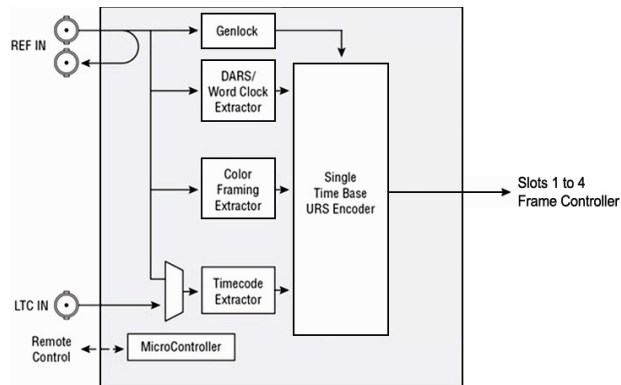 REF IN
Genlock
DARS/
Word Clock
Extractor
Color
Framing
Extractor
Single
Time Base
URS Encoder
Slots 1 to 4
Frame Controller
Timecode
Extractor
LTC IN
Remote
Control
MicroController